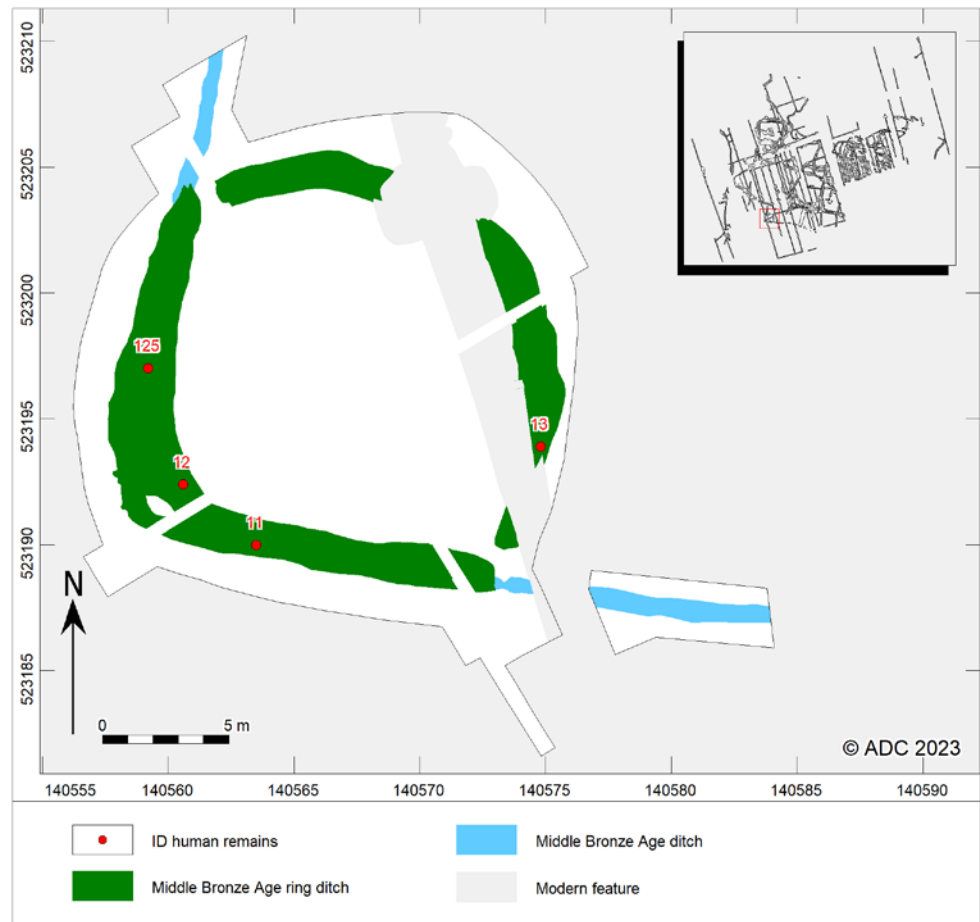 523210
523205
523200
523195
523190
523185
125
12
11
13
N
0 5 m
© ADC 2023
140555 140560 140565 140570 140575 140580 140585 140590
ID human remains
Middle Bronze Age ring ditch
Middle Bronze Age ditch
Modern feature